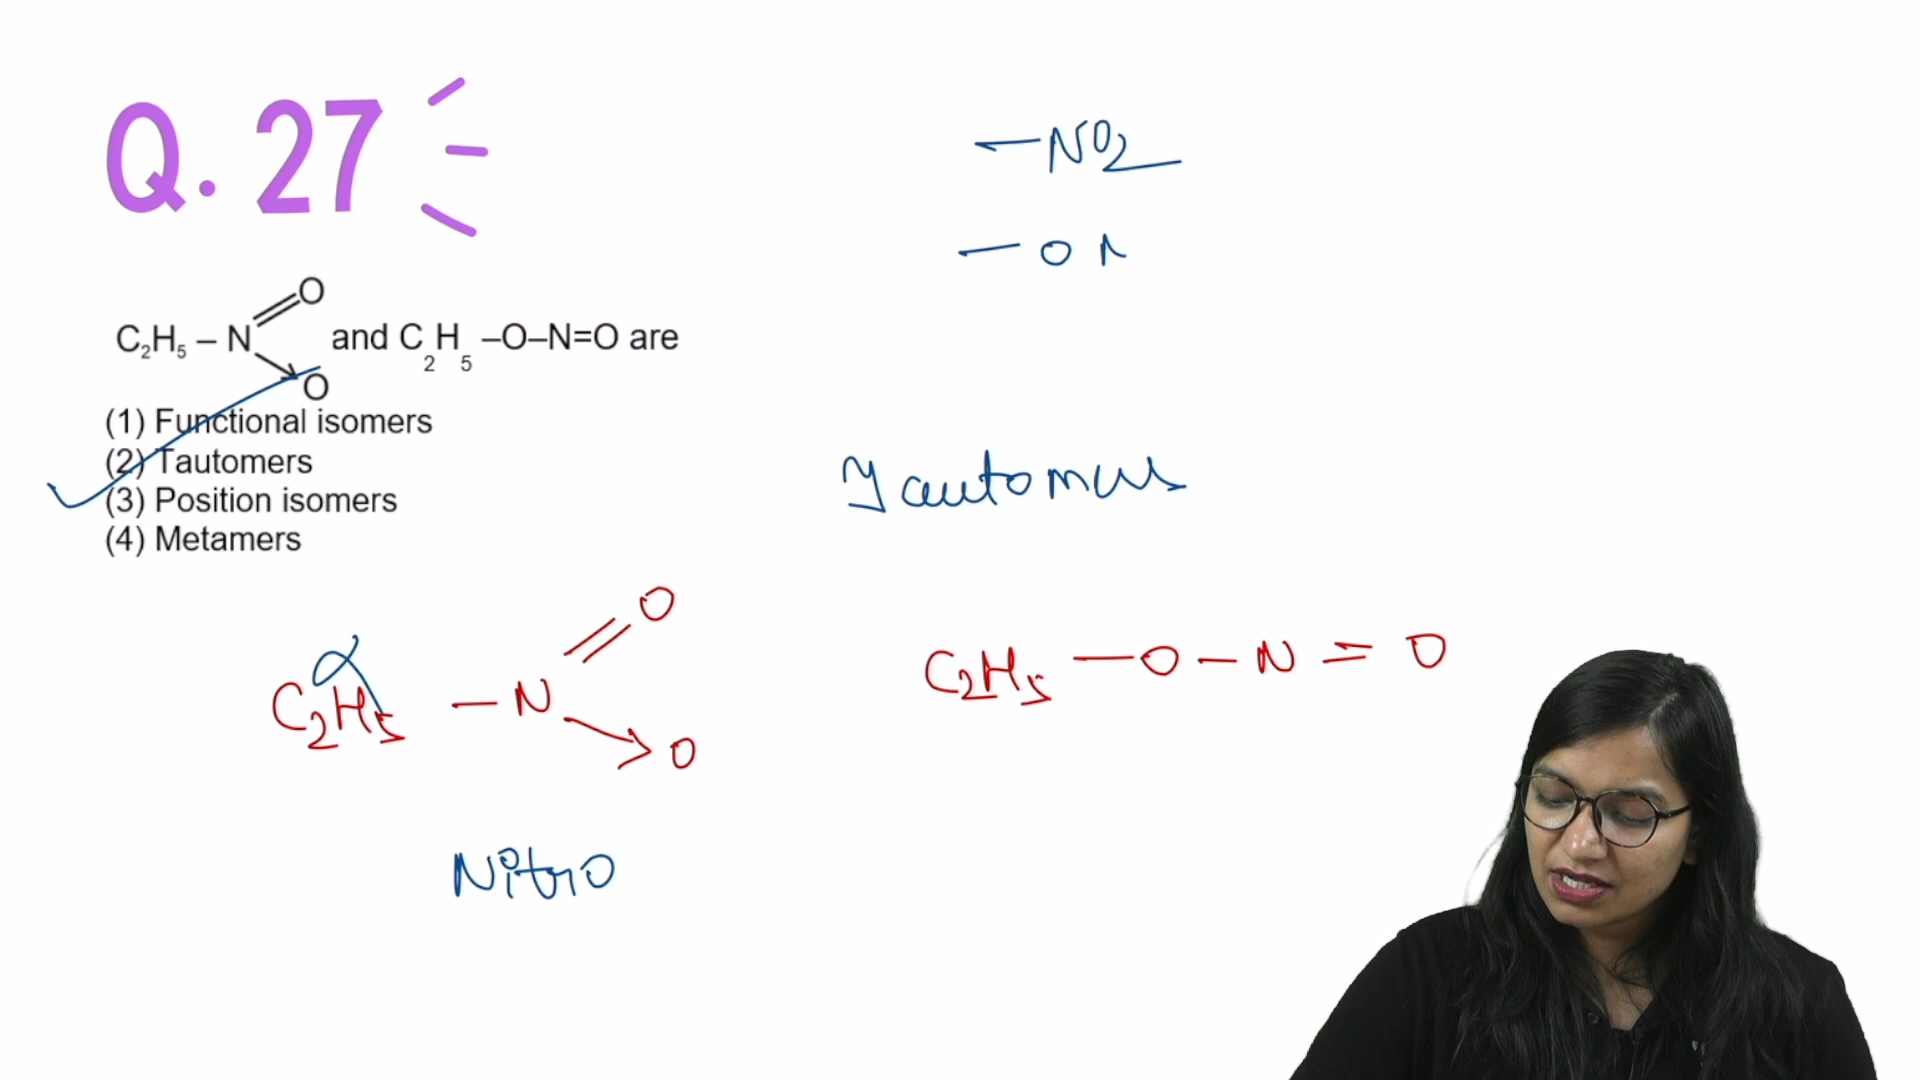 Q. 27
–NO2
– O N
O
C₂H₅ – N and C₂H₅ –O–N=O are
O
(1) Functional isomers
(2) Tautomers
(3) Position isomers
(4) Metamers
Tautomers
O
α
C₂H₅ – N
O
C₂H₅ – O – N = O
Nitro